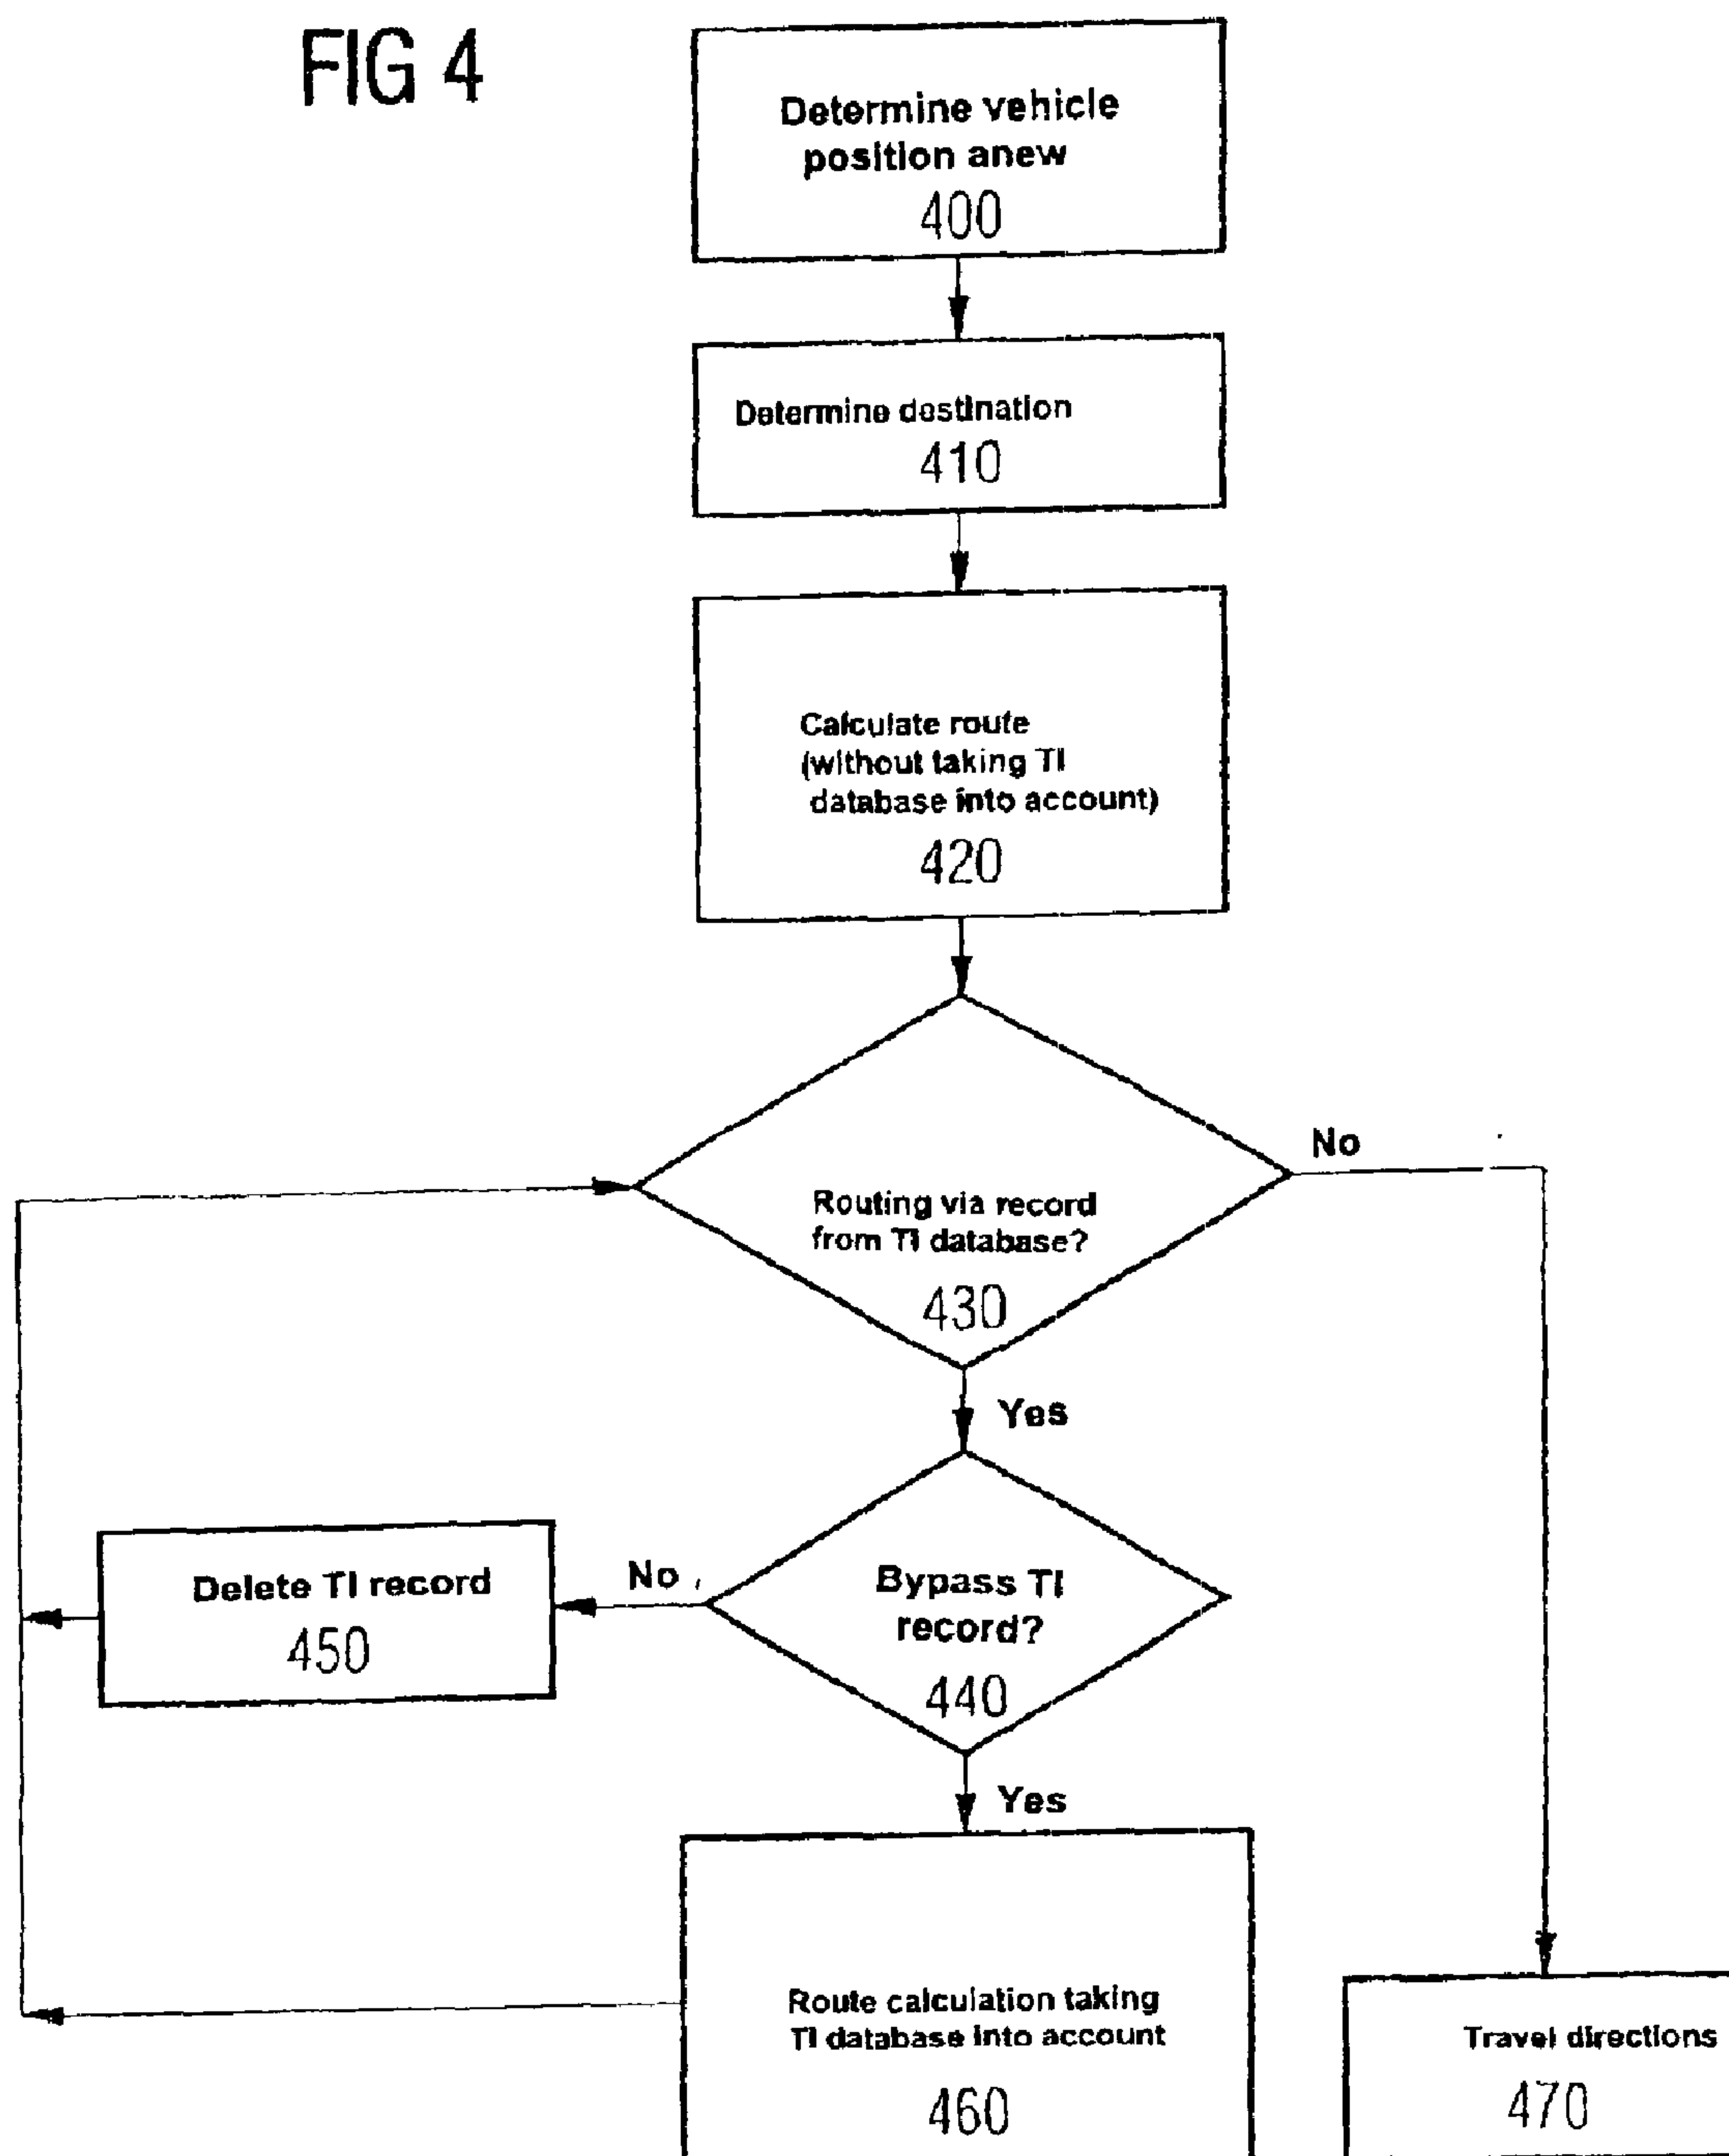 FIG 4
Determine vehicle
position anew
400
Determine destination
410
Calculate route
(without taking TI
database into account)
420
No
Routing via record
from TI database?
430
Yes
Delete TI record
450
No
Bypass TI
record?
440
Yes
Route calculation taking
TI database into account
460
Travel directions
470